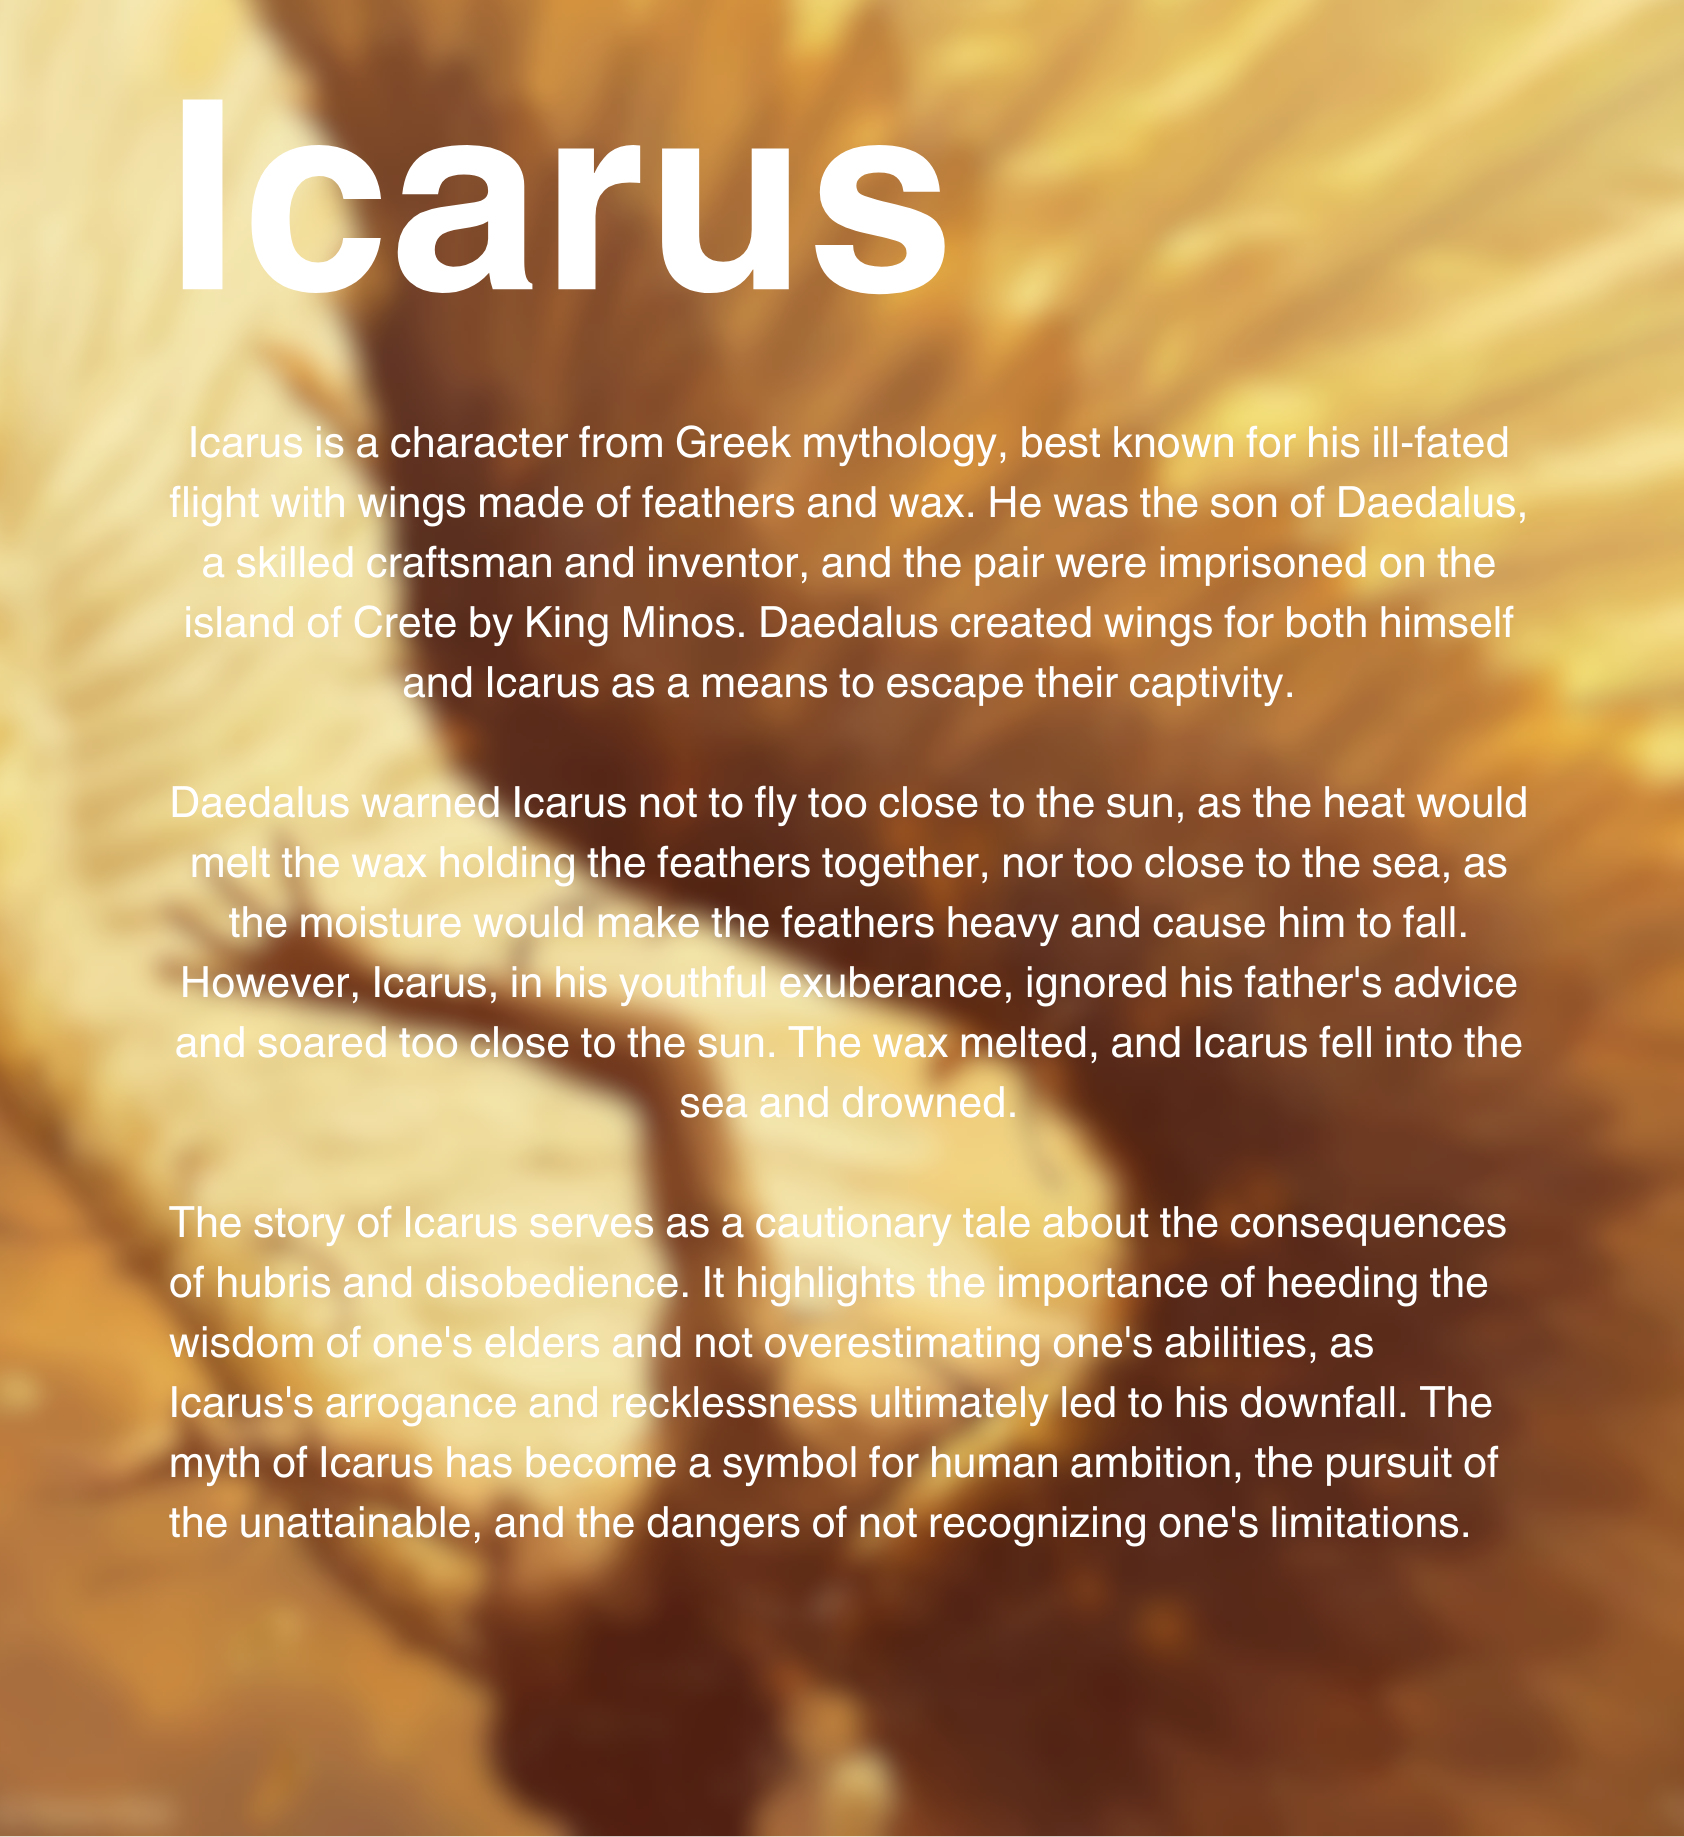 Icarus
Icarus is a character from Greek mythology, best known for his ill-fated
flight with wings made of feathers and wax. He was the son of Daedalus,
a skilled craftsman and inventor, and the pair were imprisoned on the
island of Crete by King Minos. Daedalus created wings for both himself
and Icarus as a means to escape their captivity.
Daedalus warned Icarus not to fly too close to the sun, as the heat would
melt the wax holding the feathers together, nor too close to the sea, as
the moisture would make the feathers heavy and cause him to fall.
However, Icarus, in his youthful exuberance, ignored his father's advice
and soared too close to the sun. The wax melted, and Icarus fell into the
sea and drowned.
The story of Icarus serves as a cautionary tale about the consequences
of hubris and disobedience. It highlights the importance of heeding the
wisdom of one's elders and not overestimating one's abilities, as
Icarus's arrogance and recklessness ultimately led to his downfall. The
myth of Icarus has become a symbol for human ambition, the pursuit of
the unattainable, and the dangers of not recognizing one's limitations.